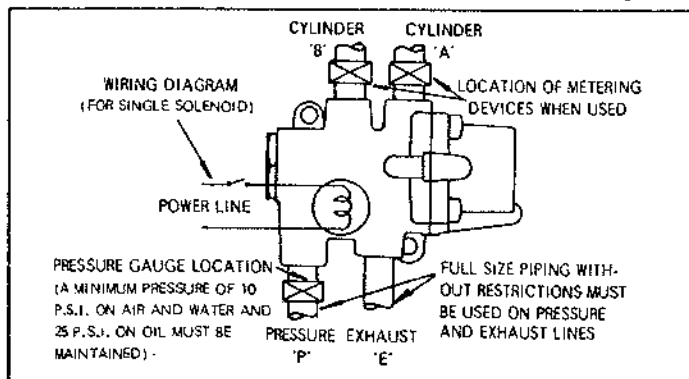 CYLINDER
'B'
CYLINDER
'A'
WIRING DIAGRAM
(FOR SINGLE SOLENOID)
LOCATION OF METERING
DEVICES WHEN USED
POWER LINE
PRESSURE GAUGE LOCATION
(A MINIMUM PRESSURE OF 10
P.S.I. ON AIR AND WATER AND
25 P.S.I. ON OIL MUST BE
MAINTAINED) -
PRESSURE
'P'
EXHAUST
'E'
FULL SIZE PIPING WITH-
OUT RESTRICTIONS MUST
BE USED ON PRESSURE
AND EXHAUST LINES